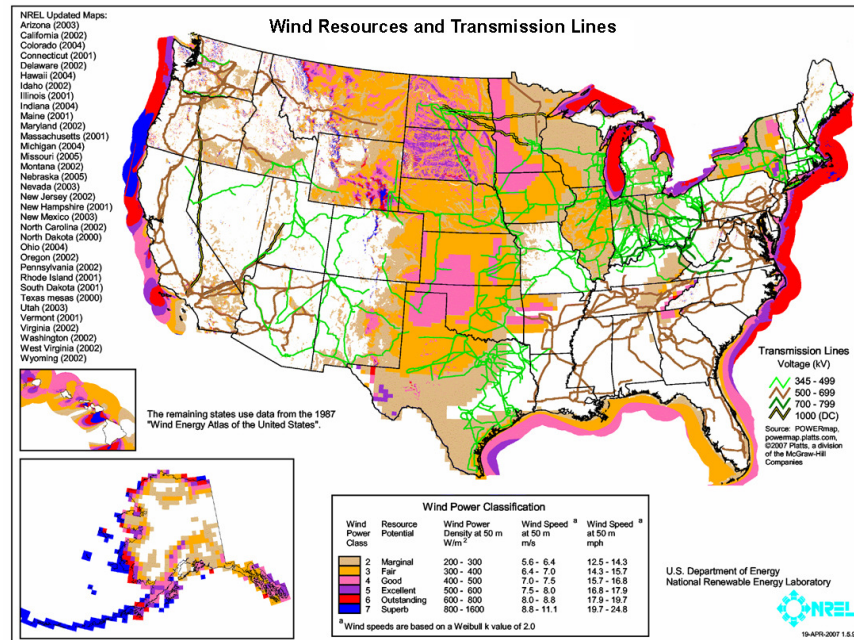 Wind Resources and Transmission Lines
NREL Updated Maps:
Arizona (2003)
California (2002)
Colorado (2004)
Connecticut (2001)
Delaware (2002)
Hawaii (2004)
Idaho (2002)
Illinois (2001)
Indiana (2004)
Maine (2001)
Maryland (2002)
Massachusetts (2001)
Michigan (2004)
Missouri (2005)
Montana (2002)
Nebraska (2005)
Nevada (2003)
New Jersey (2002)
New Hampshire (2001)
New Mexico (2003)
North Carolina (2002)
North Dakota (2000)
Ohio (2004)
Oregon (2002)
Pennsylvania (2002)
Rhode Island (2001)
South Dakota (2001)
Texas mesas (2000)
Utah (2003)
Vermont (2001)
Virginia (2002)
Washington (2002)
West Virginia (2002)
Wyoming (2002)
The remaining states use data from the 1987
"Wind Energy Atlas of the United States".
Transmission Lines
Voltage (kV)
345 - 499
500 - 699
700 - 799
1000 (DC)
Source: POWERmap,
powermap.platts.com,
©2007 Platts, a division
of the McGraw-Hill
Companies
Wind Power Classification
Wind Power Class
Resource Potential
Wind Power Density at 50 m W/m²
Wind Speed a at 50 m m/s
Wind Speed a at 50 m mph
2 Marginal 200 - 300 5.6 - 6.4 12.5 - 14.3
3 Fair 300 - 400 6.4 - 7.0 14.3 - 15.7
4 Good 400 - 500 7.0 - 7.5 15.7 - 16.8
5 Excellent 500 - 600 7.5 - 8.0 16.8 - 17.9
6 Outstanding 600 - 800 8.0 - 8.8 17.9 - 19.7
7 Superb 800 - 1600 8.8 - 11.1 19.7 - 24.8
a Wind speeds are based on a Weibull k value of 2.0
U.S. Department of Energy
National Renewable Energy Laboratory
NREL
19-APR-2007